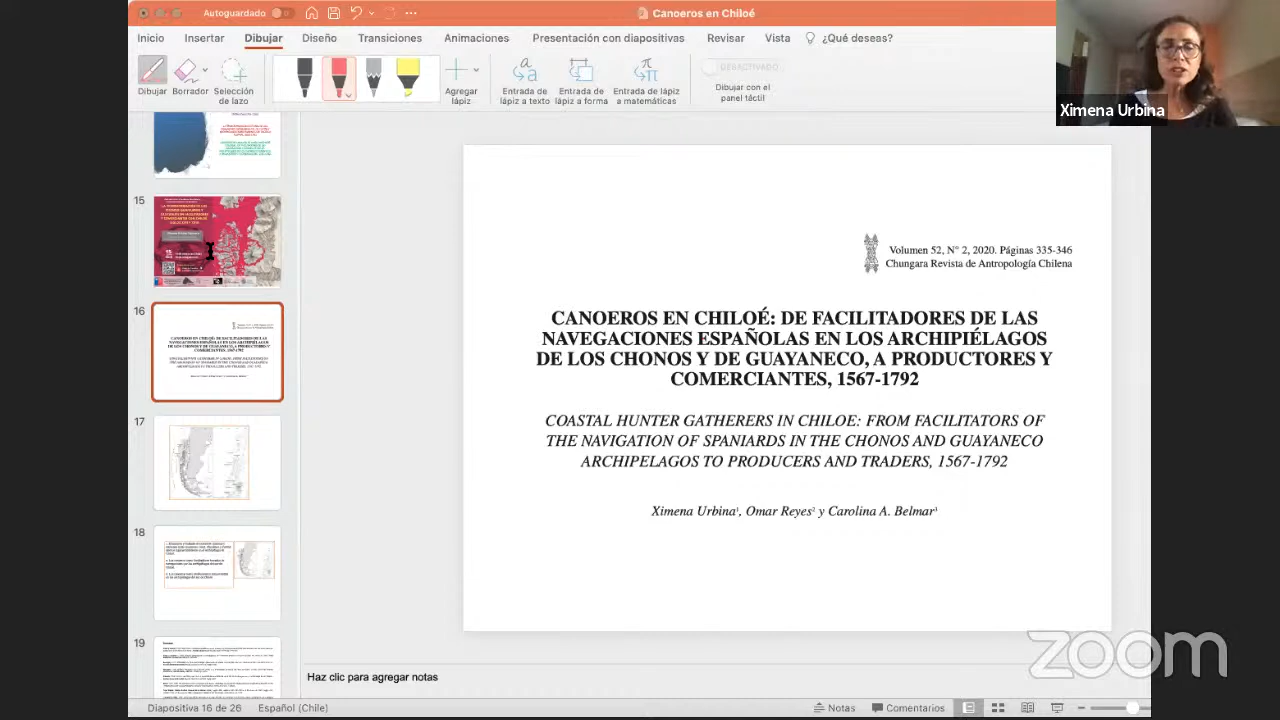 Autoguardado
Canoeros en Chiloé
Inicio
Insertar
Dibujar
Diseño
Transiciones
Animaciones
Presentación con diapositivas
Revisar
Vista
¿Qué deseas?
Dibujar
Borrador
Selección
de lazo
Agregar
lápiz
Entrada de
lápiz a texto
Entrada de
lápiz a forma
Entrada de lápiz
a matemáticas
DESACTIVADO
Dibujar con el
panel táctil
Ximena Urbina
15
16
17
18
19
Volumen 52, N° 2, 2020. Páginas 335-346
Chungara Revista de Antropología Chilena
CANOEROS EN CHILOÉ: DE FACILITADORES DE LAS
NAVEGACIONES ESPAÑOLAS EN LOS ARCHIPIÉLAGOS
DE LOS CHONOS Y DE GUAYANECO, A PRODUCTORES Y
COMERCIANTES, 1567-1792
COASTAL HUNTER GATHERERS IN CHILOE: FROM FACILITATORS OF
THE NAVIGATION OF SPANIARDS IN THE CHONOS AND GUAYANECO
ARCHIPELAGOS TO PRODUCERS AND TRADERS, 1567-1792
Ximena Urbina¹, Omar Reyes² y Carolina A. Belmar³
Haz clic para agregar notas
zoom
Diapositiva 16 de 26
Español (Chile)
Notas
Comentarios